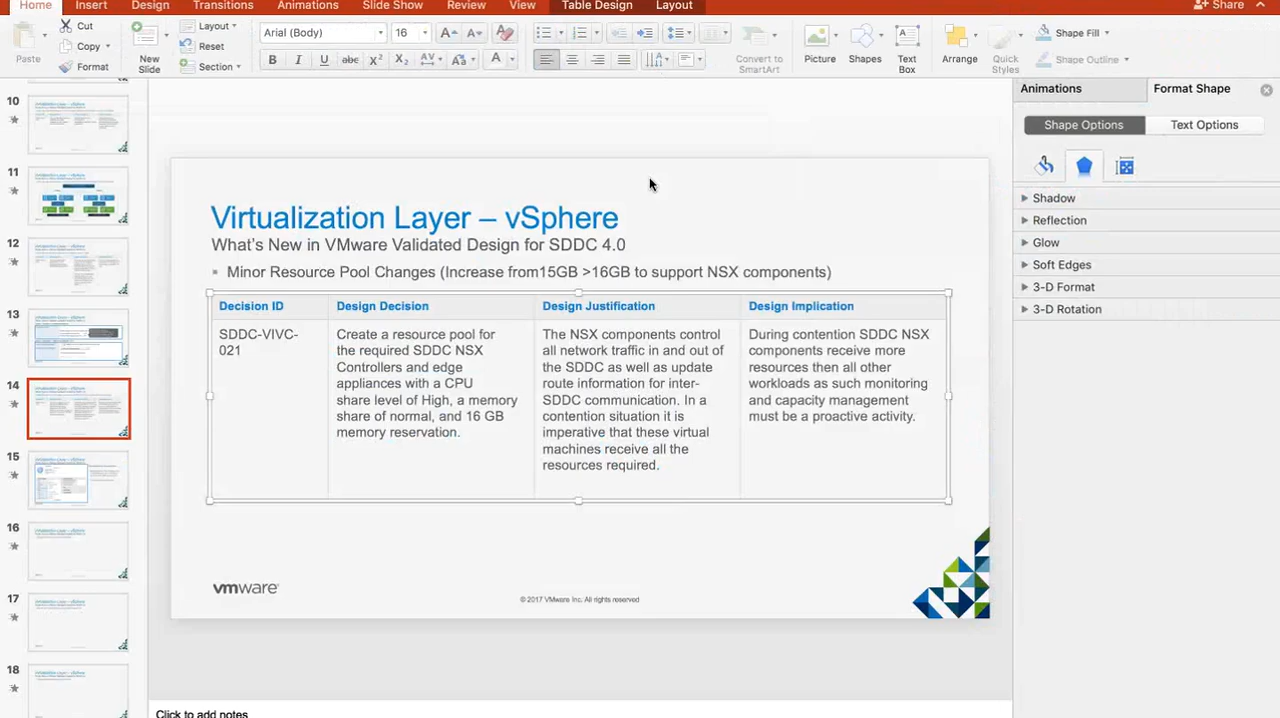 Home Insert Design Transitions Animations Slide Show Review View Table Design Layout Share
Cut Layout Arial (Body) 16
Copy Reset
Paste Format New Slide Section B I U abc X² X₂ AV Aa A Convert to SmartArt Picture Shapes Text Box Arrange Quick Styles Shape Fill
Shape Outline
Animations Format Shape
Shape Options Text Options
Shadow
Reflection
Glow
Soft Edges
3-D Format
3-D Rotation
10
11
12
13
14
15
16
17
18
Virtualization Layer – vSphere
What's New in VMware Validated Design for SDDC 4.0
Minor Resource Pool Changes (Increase from15GB >16GB to support NSX components)
Decision ID Design Decision Design Justification Design Implication
SDDC-VIVC-
021
Create a resource pool for
the required SDDC NSX
Controllers and edge
appliances with a CPU
share level of High, a memory
share of normal, and 16 GB
memory reservation.
The NSX components control
all network traffic in and out of
the SDDC as well as update
route information for inter-
SDDC communication. In a
contention situation it is
imperative that these virtual
machines receive all the
resources required.
During contention SDDC NSX
components receive more
resources then all other
workloads as such monitoring
and capacity management
must be a proactive activity.
vmware
© 2017 VMware Inc. All rights reserved
Click to add notes